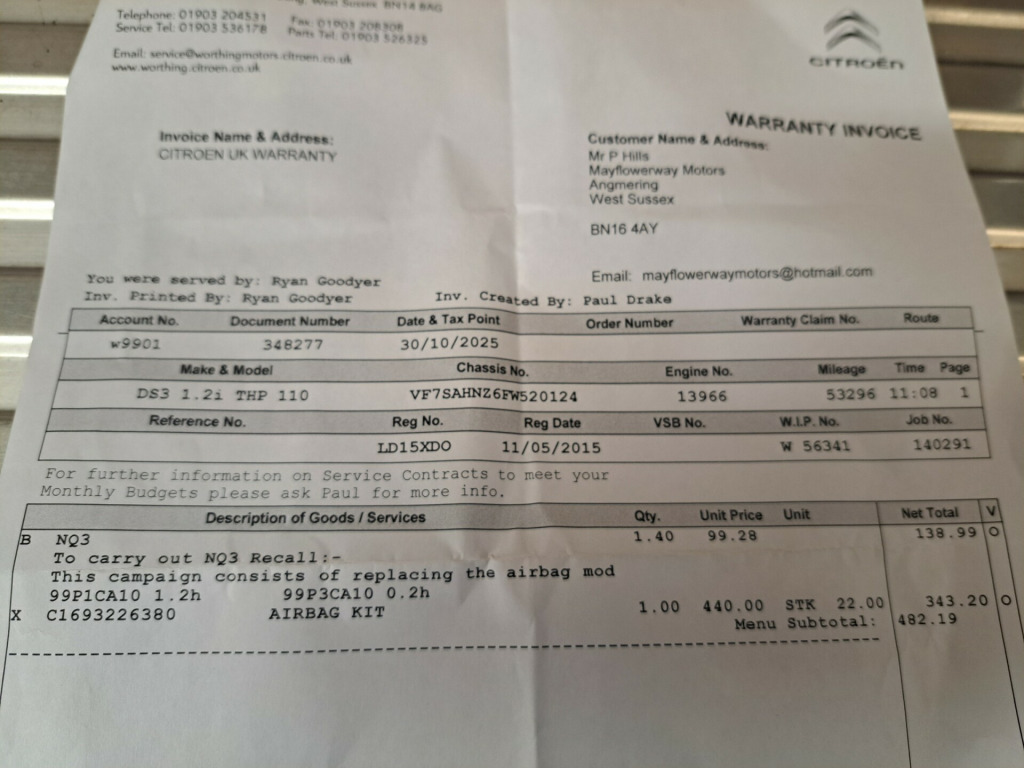 West Sussex BN14 8AG
Telephone: 01903 204531 Fax: 01903 208308
Service Tel: 01903 536178 Parts Tel: 01903 526325
Email: service@worthingmotors.citroen.co.uk
www.worthing.citroen.co.uk
CITROËN
WARRANTY INVOICE
Invoice Name & Address: Customer Name & Address:
CITROEN UK WARRANTY Mr P Hills
Mayflowerway Motors
Angmering
West Sussex
BN16 4AY
Email: mayflowerwaymotors@hotmail.com
You were served by: Ryan Goodyer
Inv. Printed By: Ryan Goodyer Inv. Created By: Paul Drake
Account No. Document Number Date & Tax Point Order Number Warranty Claim No. Route
w9901 348277 30/10/2025
Make & Model Chassis No. Engine No. Mileage Time Page
DS3 1.2i THP 110 VF7SAHNZ6FW520124 13966 53296 11:08 1
Reference No. Reg No. Reg Date VSB No. W.I.P. No. Job No.
LD15XDO 11/05/2015 W 56341 140291
For further information on Service Contracts to meet your
Monthly Budgets please ask Paul for more info.
Description of Goods / Services Qty. Unit Price Unit Net Total V
B NQ3 1.40 99.28 138.99 O
To carry out NQ3 Recall:-
This campaign consists of replacing the airbag mod
99P1CA10 1.2h 99P3CA10 0.2h
X C1693226380 AIRBAG KIT 1.00 440.00 STK 22.00 343.20 O
Menu Subtotal: 482.19